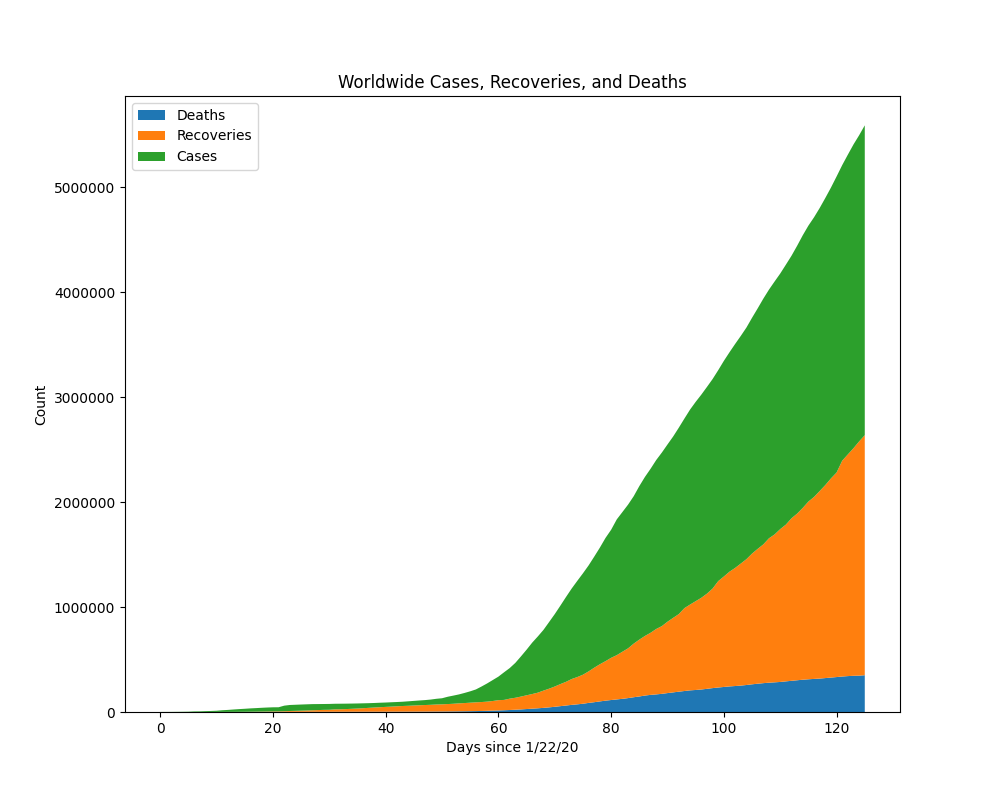 Worldwide Cases, Recoveries, and Deaths
Deaths
Recoveries
Cases
Count
5000000
4000000
3000000
2000000
1000000
0
0 20 40 60 80 100 120
Days since 1/22/20